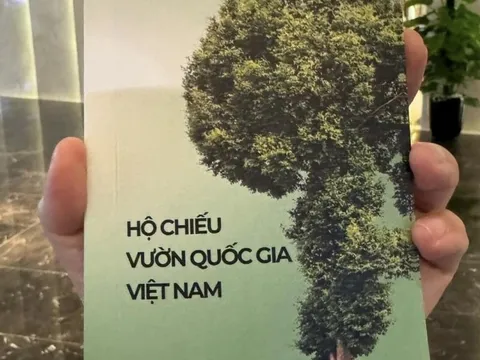 HỘ CHIẾU
VƯỜN QUỐC GIA
VIỆT NAM